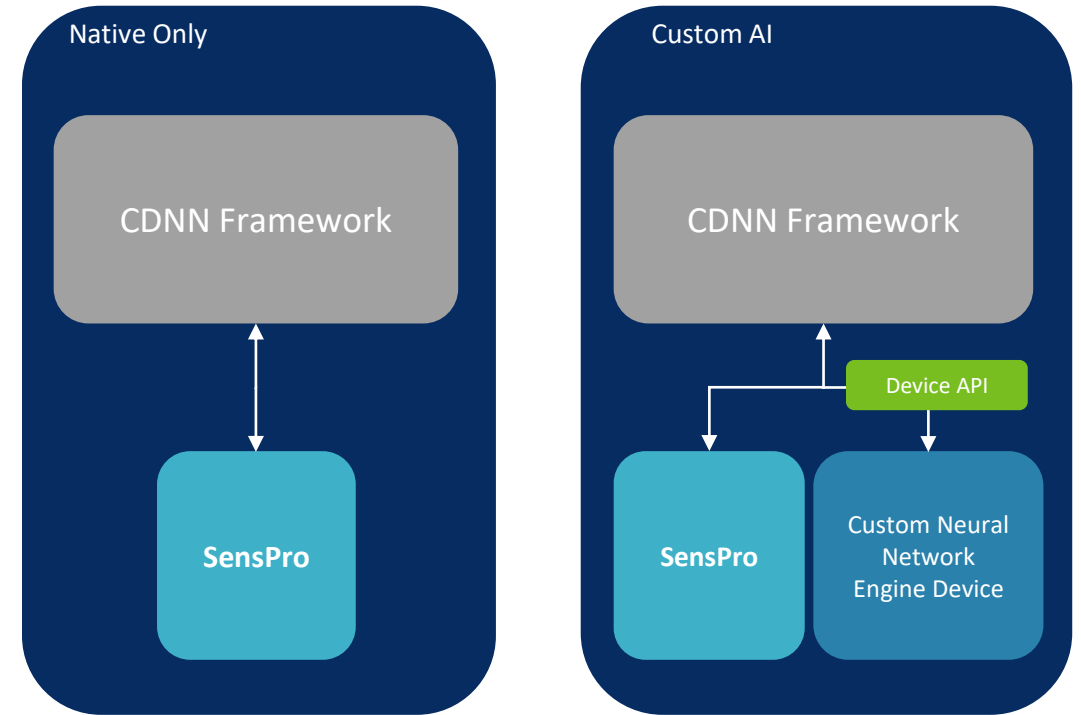 Native Only
CDNN Framework
SensPro
Custom AI
CDNN Framework
Device API
SensPro
Custom Neural
Network
Engine Device